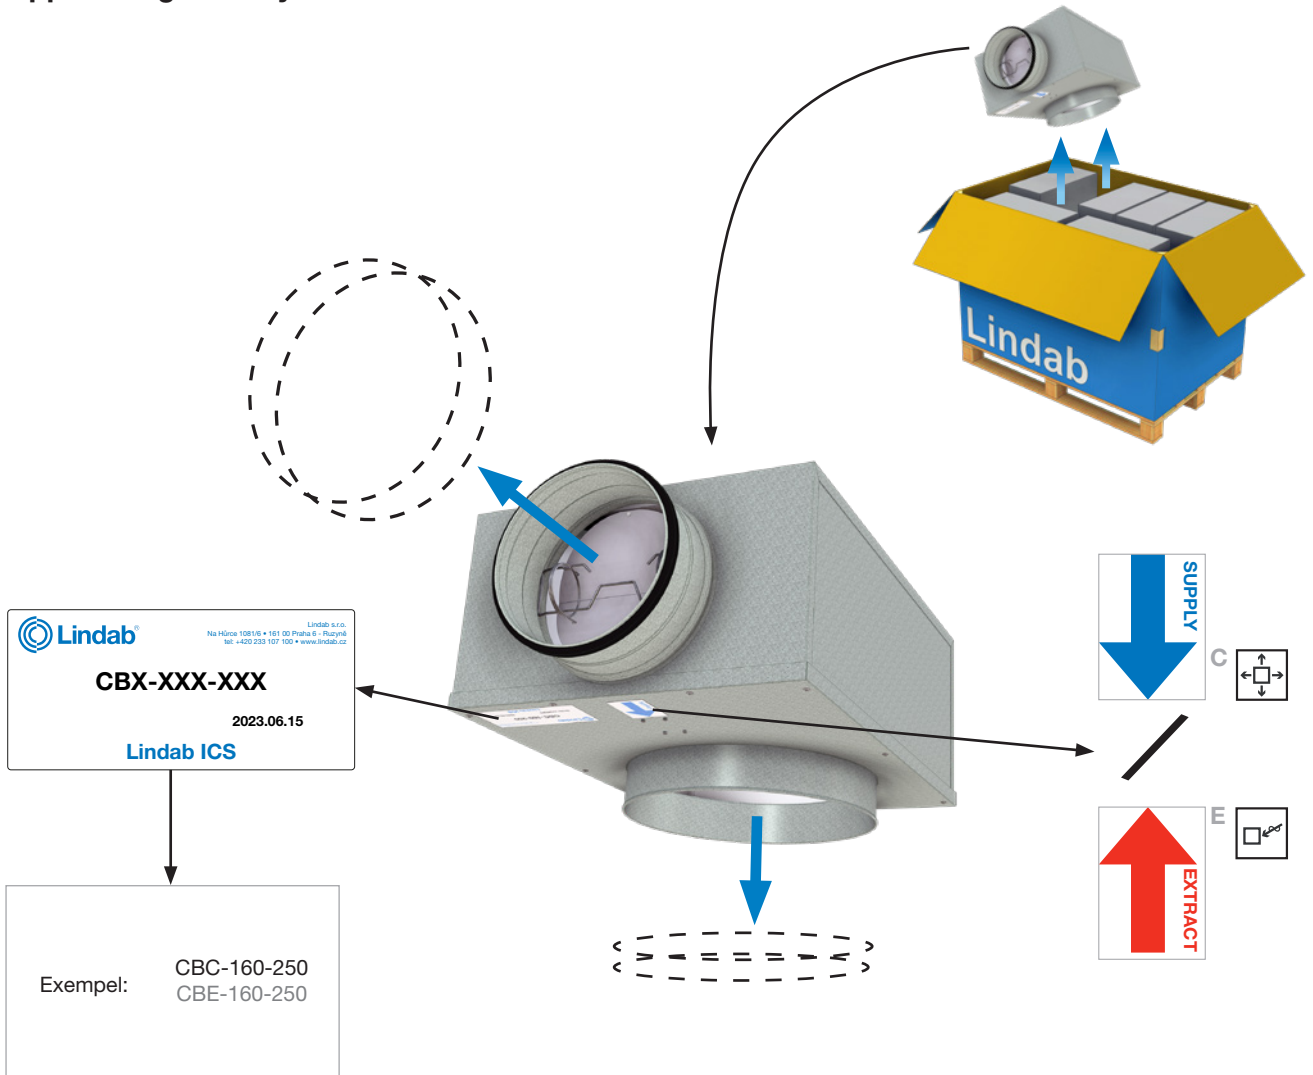 Lindab
SUPPLY
C
E
EXTRACT
Lindab
Lindab s.r.o.
Na Hůrce 1081/6 • 161 00 Praha 6 - Ruzyně
tel: +420 233 107 100 • www.lindab.cz
CBX-XXX-XXX
2023.06.15
Lindab ICS
Exempel:
CBC-160-250
CBE-160-250